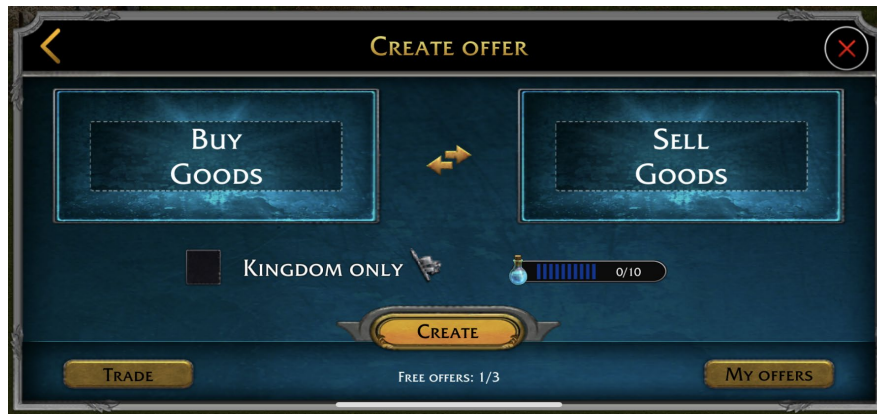 CREATE OFFER
BUY
GOODS
SELL
GOODS
KINGDOM ONLY
0/10
CREATE
TRADE
FREE OFFERS: 1/3
MY OFFERS